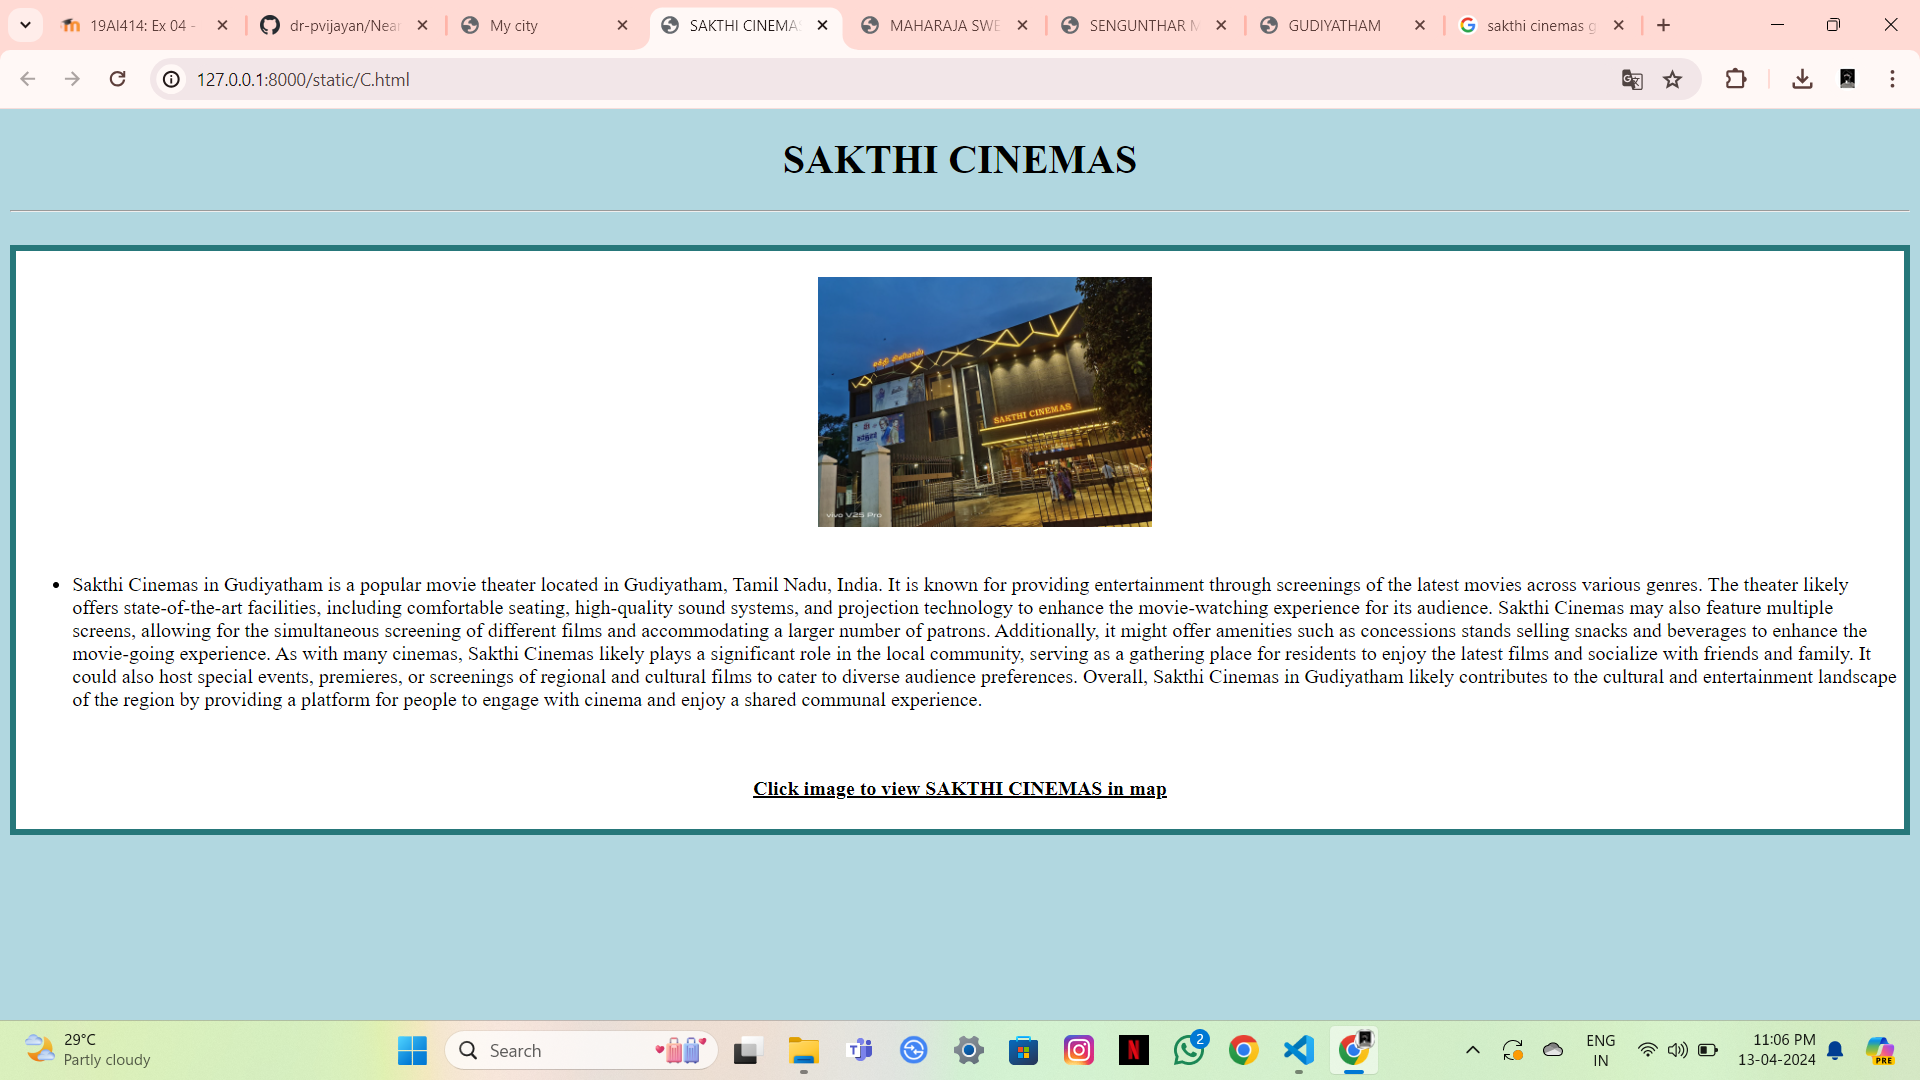 19AI414: Ex 04 -
dr-pvijayan/Near
My city
SAKTHI CINEMAS
MAHARAJA SWE
SENGUNTHAR M
GUDIYATHAM
sakthi cinemas g
127.0.0.1:8000/static/C.html
SAKTHI CINEMAS
சக்தி சினிமாஸ்
SAKTHI CINEMAS
vivo V25 Pro
• Sakthi Cinemas in Gudiyatham is a popular movie theater located in Gudiyatham, Tamil Nadu, India. It is known for providing entertainment through screenings of the latest movies across various genres. The theater likely
offers state-of-the-art facilities, including comfortable seating, high-quality sound systems, and projection technology to enhance the movie-watching experience for its audience. Sakthi Cinemas may also feature multiple
screens, allowing for the simultaneous screening of different films and accommodating a larger number of patrons. Additionally, it might offer amenities such as concessions stands selling snacks and beverages to enhance the
movie-going experience. As with many cinemas, Sakthi Cinemas likely plays a significant role in the local community, serving as a gathering place for residents to enjoy the latest films and socialize with friends and family. It
could also host special events, premieres, or screenings of regional and cultural films to cater to diverse audience preferences. Overall, Sakthi Cinemas in Gudiyatham likely contributes to the cultural and entertainment landscape
of the region by providing a platform for people to engage with cinema and enjoy a shared communal experience.
Click image to view SAKTHI CINEMAS in map
29°C
Partly cloudy
Search
2
ENG
IN
11:06 PM
13-04-2024
PRE